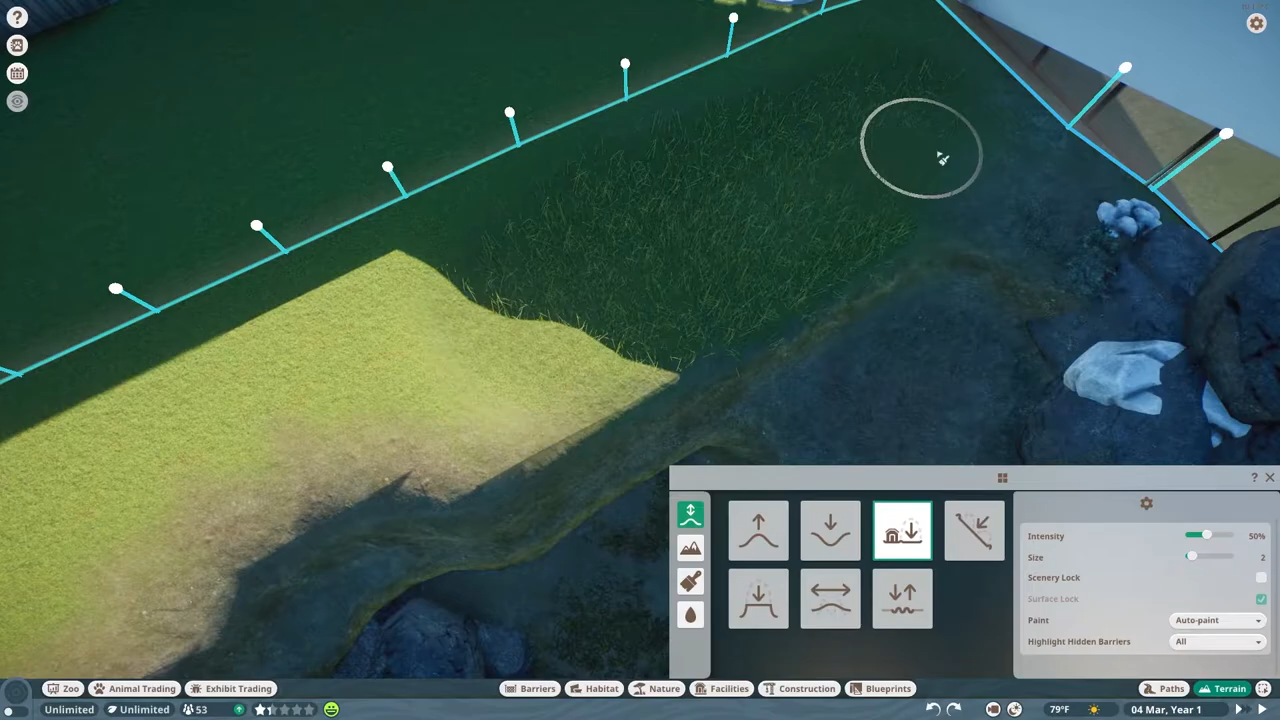 ?
?
Intensity 50%
Size 2
Scenery Lock
Surface Lock
Paint Auto-paint
Highlight Hidden Barriers All
Zoo Animal Trading Exhibit Trading Barriers Habitat Nature Facilities Construction Blueprints Paths Terrain
Unlimited Unlimited 53 79°F 04 Mar, Year 1